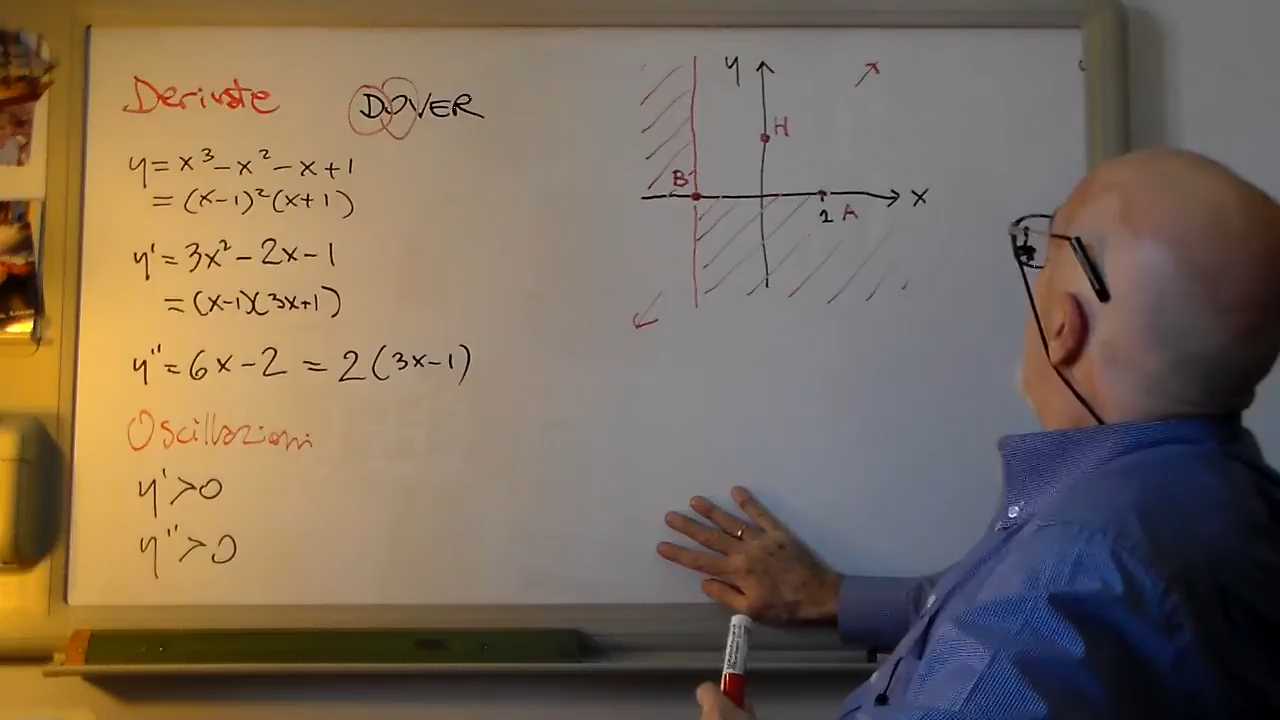 Derivate
DOVER
y = x³ - x² - x + 1
= (x-1)²(x+1)
y' = 3x² - 2x - 1
= (x-1)(3x+1)
y'' = 6x - 2 = 2(3x-1)
Oscillazioni
y' > 0
y'' > 0
y
H
B
x
1 A